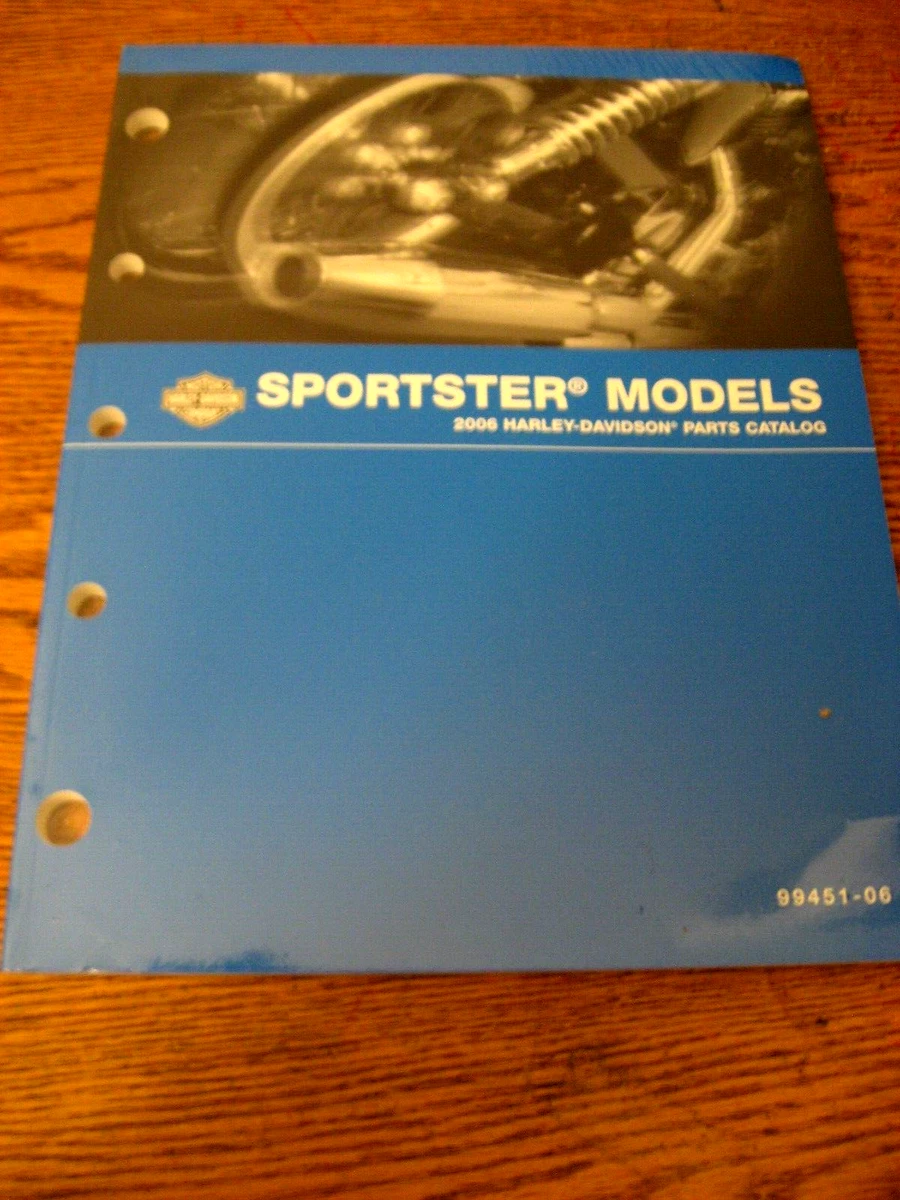 SPORTSTER® MODELS
2006 HARLEY-DAVIDSON® PARTS CATALOG
99451-06